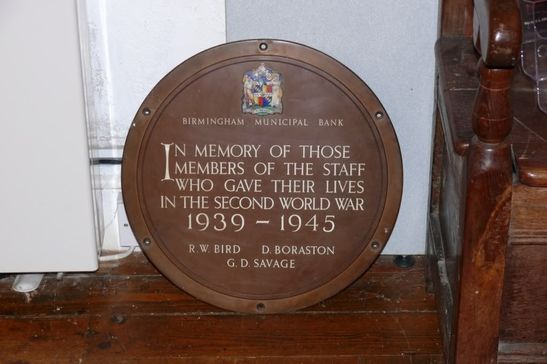 BIRMINGHAM MUNICIPAL BANK
IN MEMORY OF THOSE
MEMBERS OF THE STAFF
WHO GAVE THEIR LIVES
IN THE SECOND WORLD WAR
1939 - 1945
R. W. BIRD D. BORASTON
G. D. SAVAGE